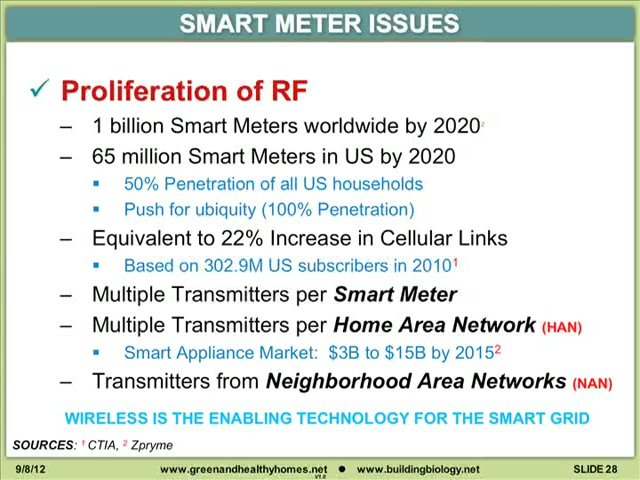 SMART METER ISSUES
✓ Proliferation of RF
– 1 billion Smart Meters worldwide by 2020²
– 65 million Smart Meters in US by 2020
▪ 50% Penetration of all US households
▪ Push for ubiquity (100% Penetration)
– Equivalent to 22% Increase in Cellular Links
▪ Based on 302.9M US subscribers in 2010¹
– Multiple Transmitters per Smart Meter
– Multiple Transmitters per Home Area Network (HAN)
▪ Smart Appliance Market: $3B to $15B by 2015²
– Transmitters from Neighborhood Area Networks (NAN)
WIRELESS IS THE ENABLING TECHNOLOGY FOR THE SMART GRID
SOURCES: ¹ CTIA, ² Zpryme
9/8/12 www.greenandhealthyhomes.net ● www.buildingbiology.net SLIDE 28
V1.0